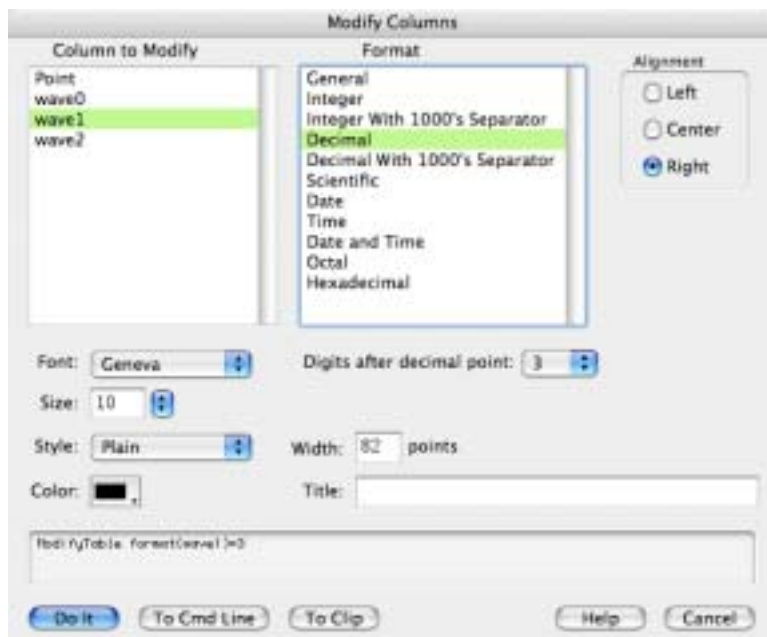 Modify Columns
Column to Modify
Format
Alignment
Point
wave0
wave1
wave2
General
Integer
Integer With 1000's Separator
Decimal
Decimal With 1000's Separator
Scientific
Date
Time
Date and Time
Octal
Hexadecimal
Left
Center
Right
Font: Geneva
Digits after decimal point: 3
Size: 10
Style: Plain
Width: 82 points
Color:
Title:
ModifyTable format(wave1)=3
Do It
To Cmd Line
To Clip
Help
Cancel